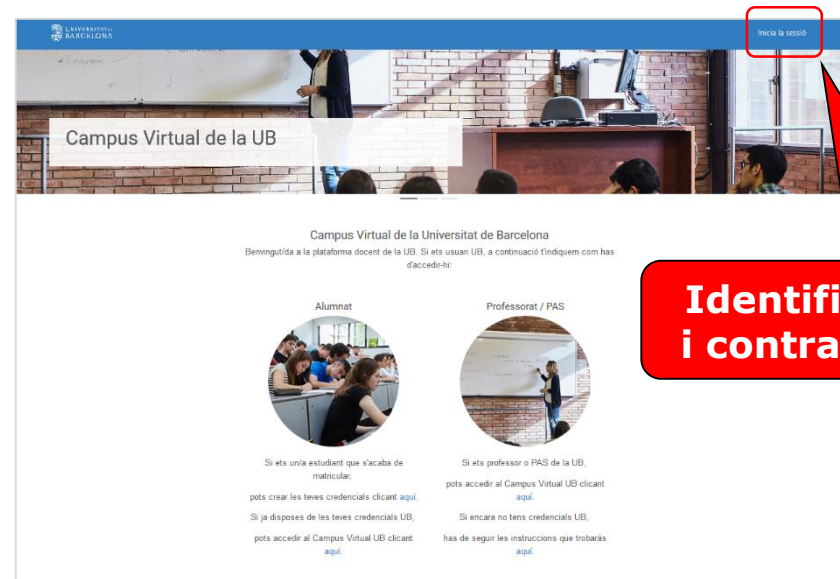 UNIVERSITAT DE
BARCELONA
Inicia la sessió
Campus Virtual de la UB
Campus Virtual de la Universitat de Barcelona
Benvingut/da a la plataforma docent de la UB. Si ets usuari UB, a continuació t'indiquem com has
d'accedir-hi:
Alumnat
Si ets un/a estudiant que s'acaba de
matricular,
pots crear les teves credencials clicant aquí.
Si ja disposes de les teves credencials UB,
pots accedir al Campus Virtual UB clicant
aquí.
Professorat / PAS
Si ets professor o PAS de la UB,
pots accedir al Campus Virtual UB clicant
aquí.
Si encara no tens credencials UB,
has de seguir les instruccions que trobaràs
aquí.
Identifi
i contra